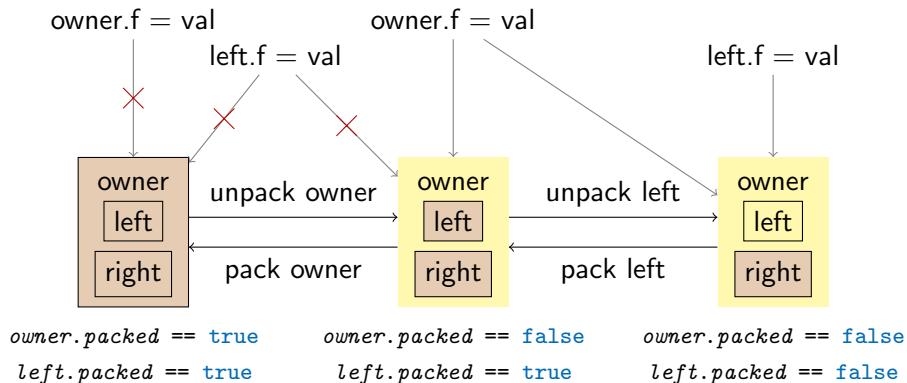 owner.f = val
owner.f = val
left.f = val
left.f = val
owner
left
right
unpack owner
pack owner
owner
left
right
unpack left
pack left
owner
left
right
owner.packed == true
owner.packed == false
owner.packed == false
left.packed == true
left.packed == true
left.packed == false